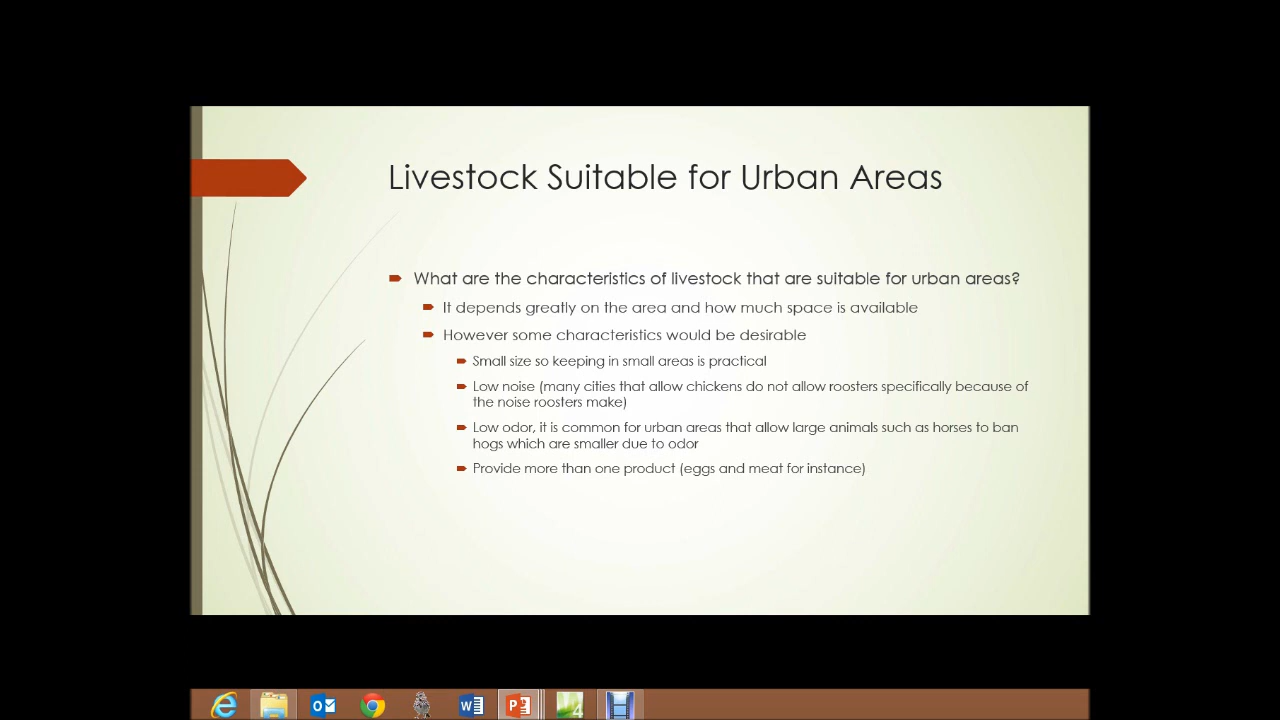 Livestock Suitable for Urban Areas
What are the characteristics of livestock that are suitable for urban areas?
It depends greatly on the area and how much space is available
However some characteristics would be desirable
Small size so keeping in small areas is practical
Low noise (many cities that allow chickens do not allow roosters specifically because of
the noise roosters make)
Low odor, it is common for urban areas that allow large animals such as horses to ban
hogs which are smaller due to odor
Provide more than one product (eggs and meat for instance)